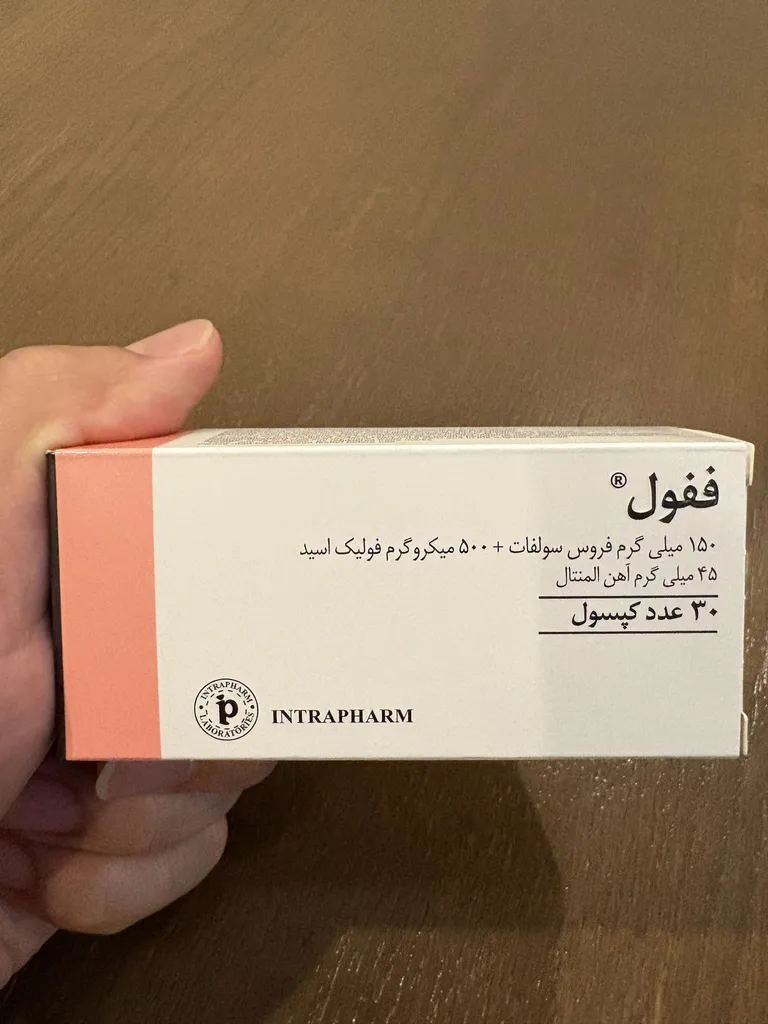 ففول®
۱۵۰ میلی گرم فروس سولفات + ۵۰۰ میکروگرم فولیک اسید
۴۵ میلی گرم آهن المنتال
۳۰ عدد کپسول
INTRAPHARM
LABORATORIES
ip
INTRAPHARM